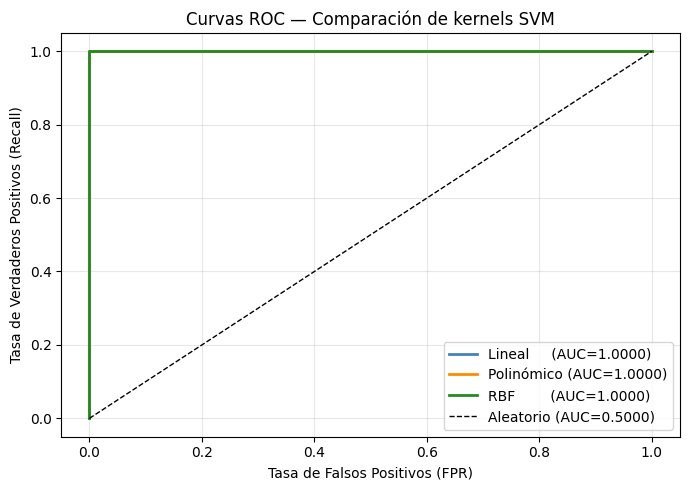 Curvas ROC — Comparación de kernels SVM
Tasa de Verdaderos Positivos (Recall)
1.0
0.8
0.6
0.4
0.2
0.0
Lineal (AUC=1.0000)
Polinómico (AUC=1.0000)
RBF (AUC=1.0000)
Aleatorio (AUC=0.5000)
0.0 0.2 0.4 0.6 0.8 1.0
Tasa de Falsos Positivos (FPR)